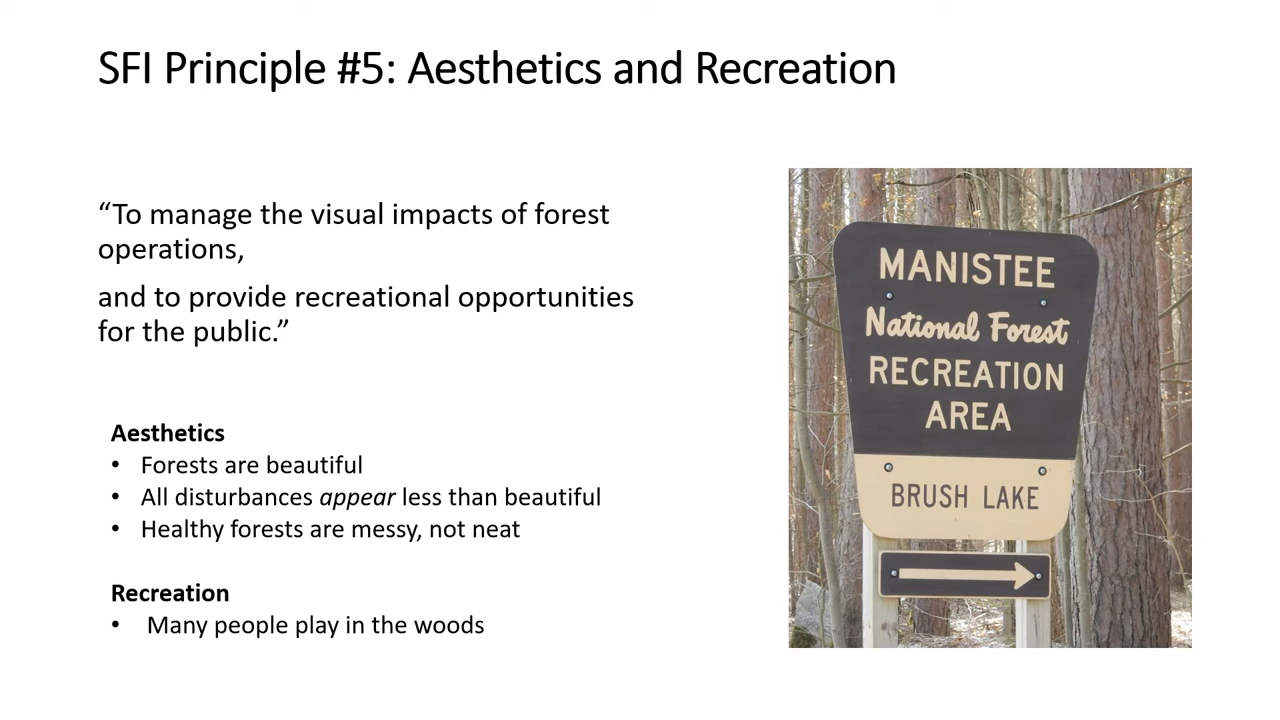 SFI Principle #5: Aesthetics and Recreation
“To manage the visual impacts of forest
operations,
and to provide recreational opportunities
for the public.”
Aesthetics
• Forests are beautiful
• All disturbances appear less than beautiful
• Healthy forests are messy, not neat
Recreation
• Many people play in the woods
MANISTEE
National Forest
RECREATION
AREA
BRUSH LAKE